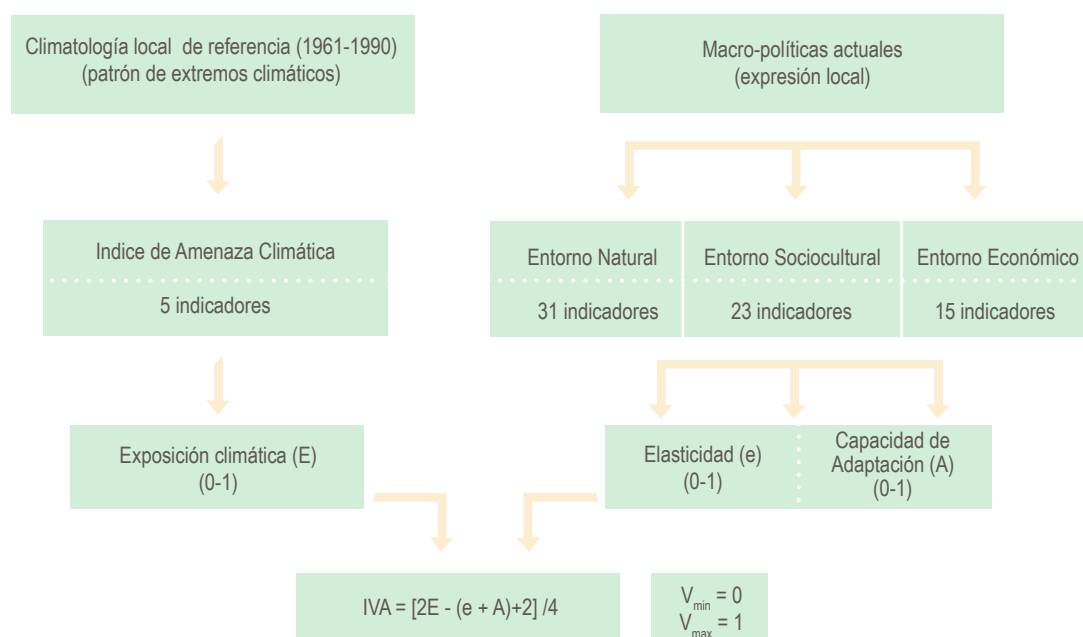 Climatología local de referencia (1961-1990)
(patrón de extremos climáticos)
Macro-políticas actuales
(expresión local)
Indice de Amenaza Climática
5 indicadores
Entorno Natural
31 indicadores
Entorno Sociocultural
23 indicadores
Entorno Económico
15 indicadores
Exposición climática (E)
(0-1)
Elasticidad (e)
(0-1)
Capacidad de
Adaptación (A)
(0-1)
IVA = [2E - (e + A)+2] /4
V_min = 0
V_max = 1